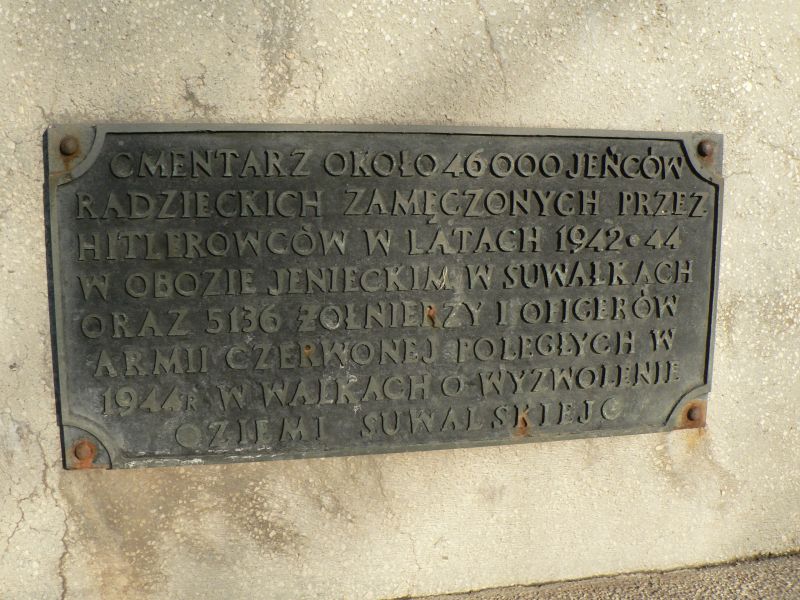 CMENTARZ OKOŁO 46000 JEŃCÓW
RADZIECKICH ZAMĘCZONYCH PRZEZ
HITLEROWCÓW W LATACH 1942-44
W OBOZIE JENIECKIM W SUWAŁKACH
ORAZ 5136 ŻOŁNIERZY I OFICERÓW
ARMII CZERWONEJ POLEGŁYCH W
1944R W WALKACH O WYZWOLENIE
ZIEMI SUWALSKIEJ